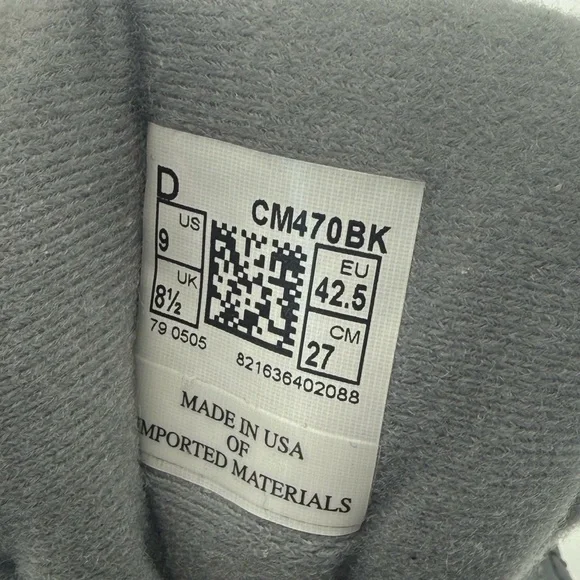 D
CM470BK
US
9
UK
8½
EU
42.5
CM
27
79 0505
821636402088
MADE IN USA
OF
IMPORTED MATERIALS